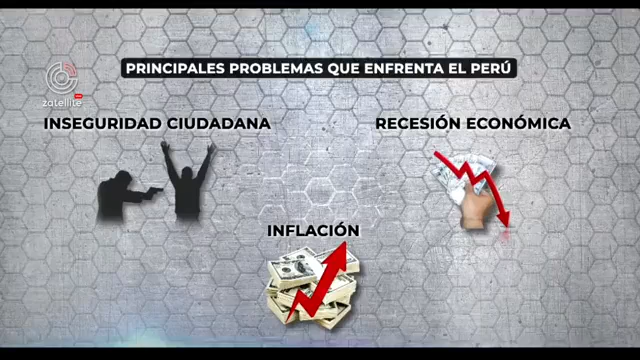 PRINCIPALES PROBLEMAS QUE ENFRENTA EL PERÚ
zatellite
INSEGURIDAD CIUDADANA
RECESIÓN ECONÓMICA
INFLACIÓN